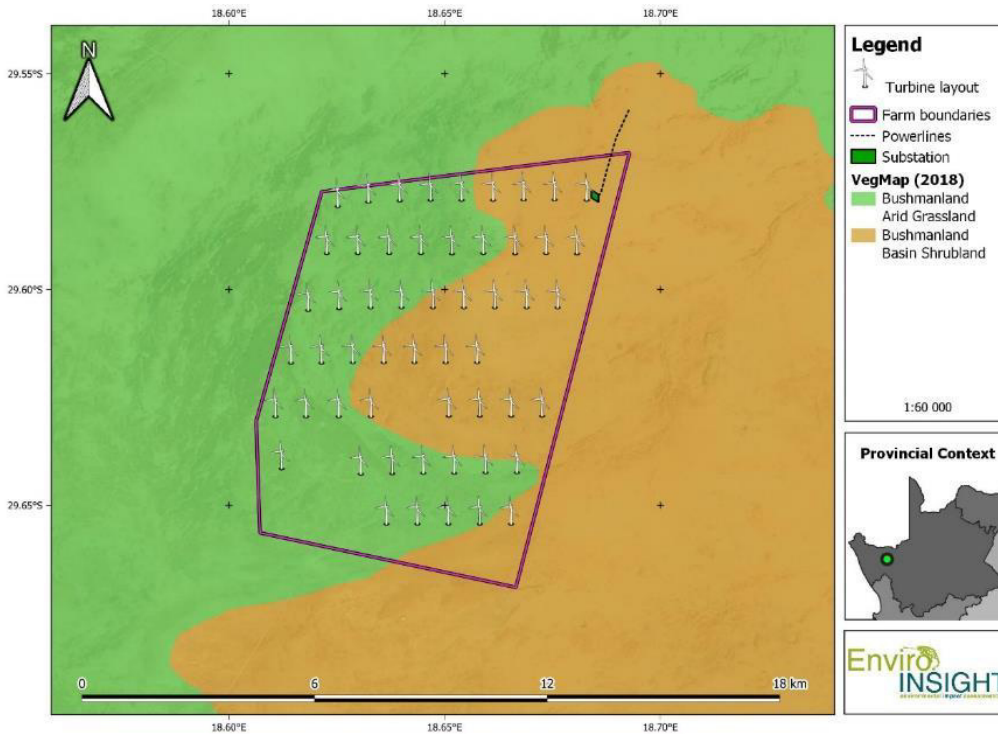 18.60°E 18.65°E 18.70°E
29.55°S
29.60°S
29.65°S
N
0 6 12 18 km
18.60°E 18.65°E 18.70°E
Legend
Turbine layout
Farm boundaries
Powerlines
Substation
VegMap (2018)
Bushmanland
Arid Grassland
Bushmanland
Basin Shrubland
1:60 000
Provincial Context
Enviro
INSIGHT